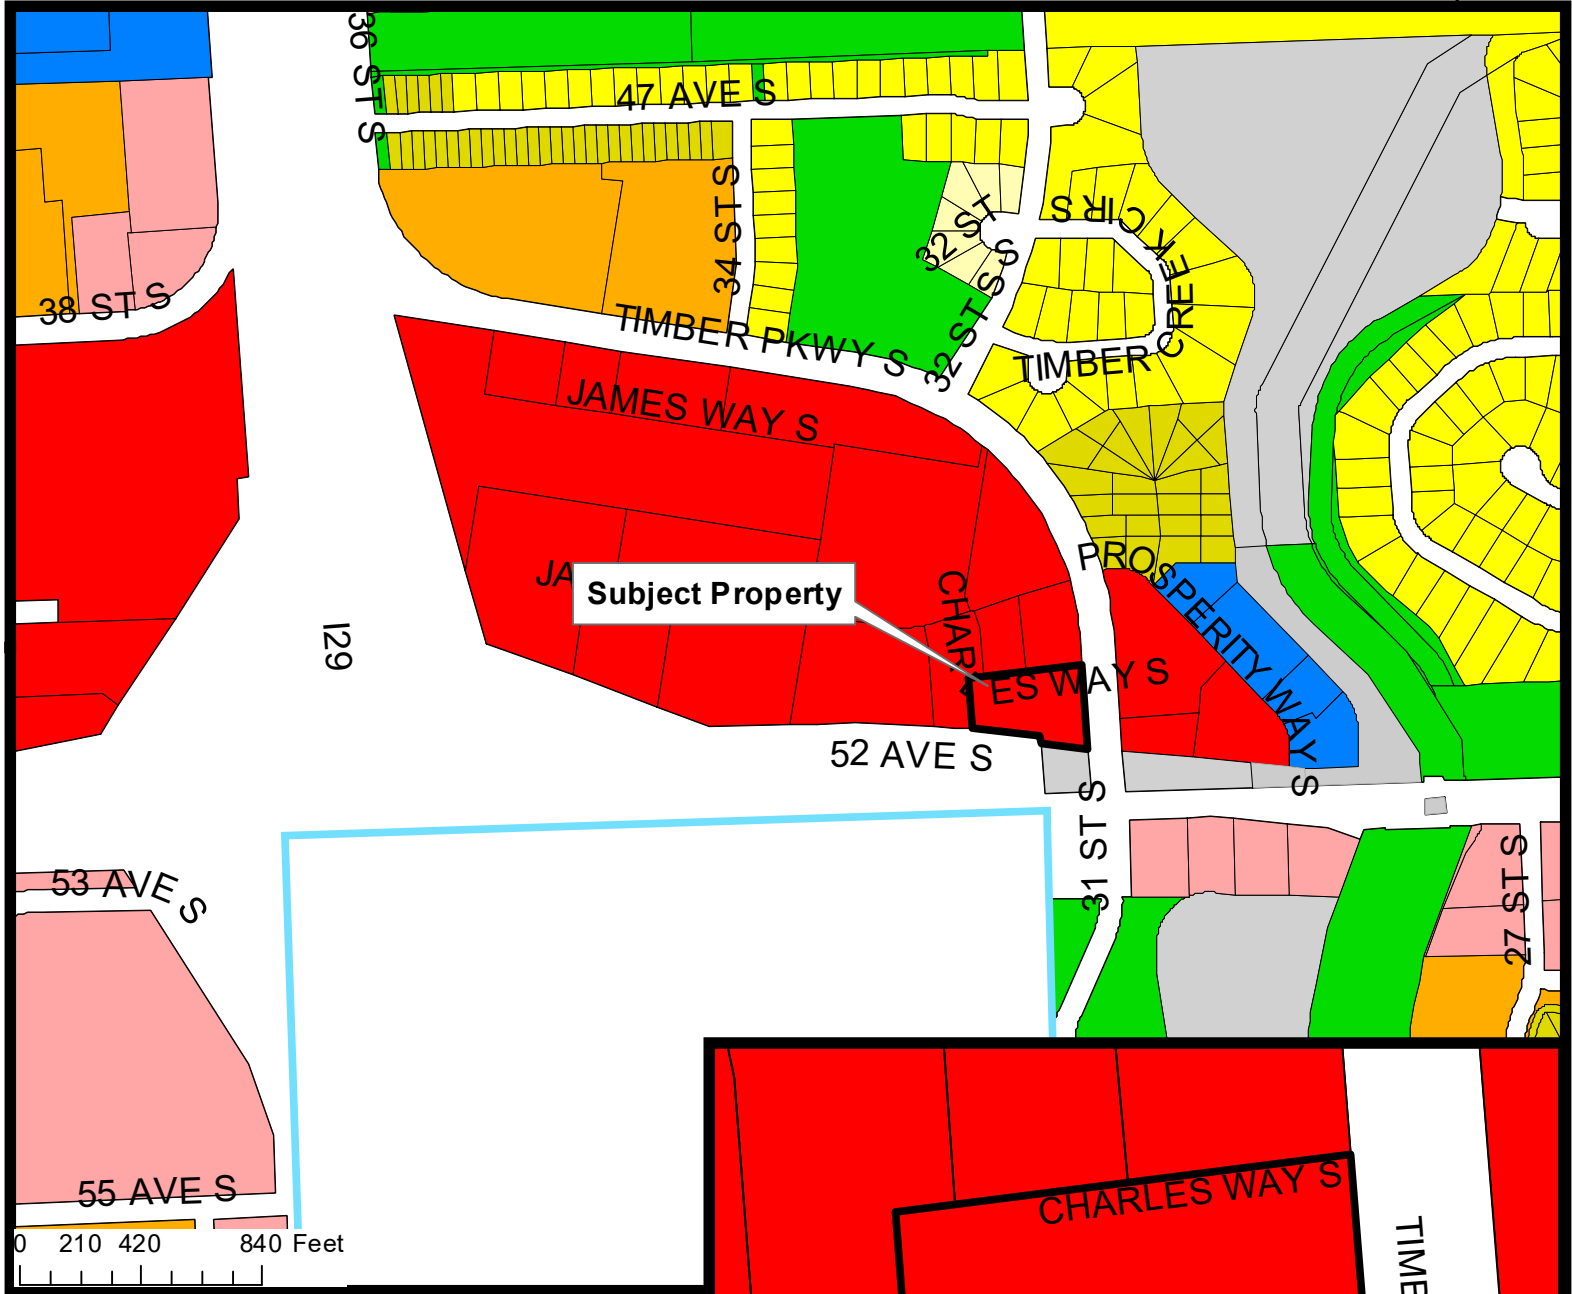 36 ST S
47 AVE S
34 ST S
32 ST S
TIMBER CREEK CIR S
38 ST S
TIMBER PKWY S
32 ST S
JAMES WAY S
PROSPERITY WAY S
JA
Subject Property
CHARLES WAY S
I29
52 AVE S
31 ST S
53 AVE S
27 ST S
55 AVE S
CHARLES WAY S
TIME
0 210 420 840 Feet